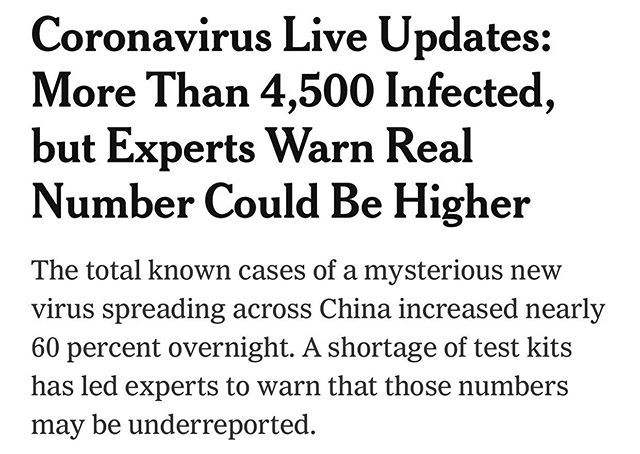 Coronavirus Live Updates:
More Than 4,500 Infected,
but Experts Warn Real
Number Could Be Higher
The total known cases of a mysterious new
virus spreading across China increased nearly
60 percent overnight. A shortage of test kits
has led experts to warn that those numbers
may be underreported.